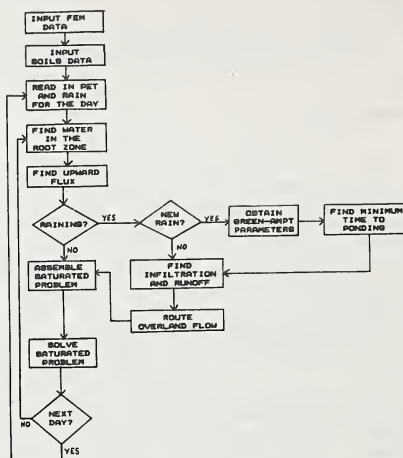 INPUT FEM
DATA
INPUT
SOILS DATA
READ IN PET
AND RAIN
FOR THE DAY
FIND WATER
IN THE
ROOT ZONE
FIND UPWARD
FLUX
RAINING?
YES
NEW
RAIN?
YES
OBTAIN
GREEN-AMPT
PARAMETERS
FIND MINIMUM
TIME TO
PONDING
NO
NO
ASSEMBLE
SATURATED
PROBLEM
FIND
INFILTRATION
AND RUNOFF
ROUTE
OVERLAND FLOW
SOLVE
SATURATED
PROBLEM
NEXT
DAY?
NO
YES